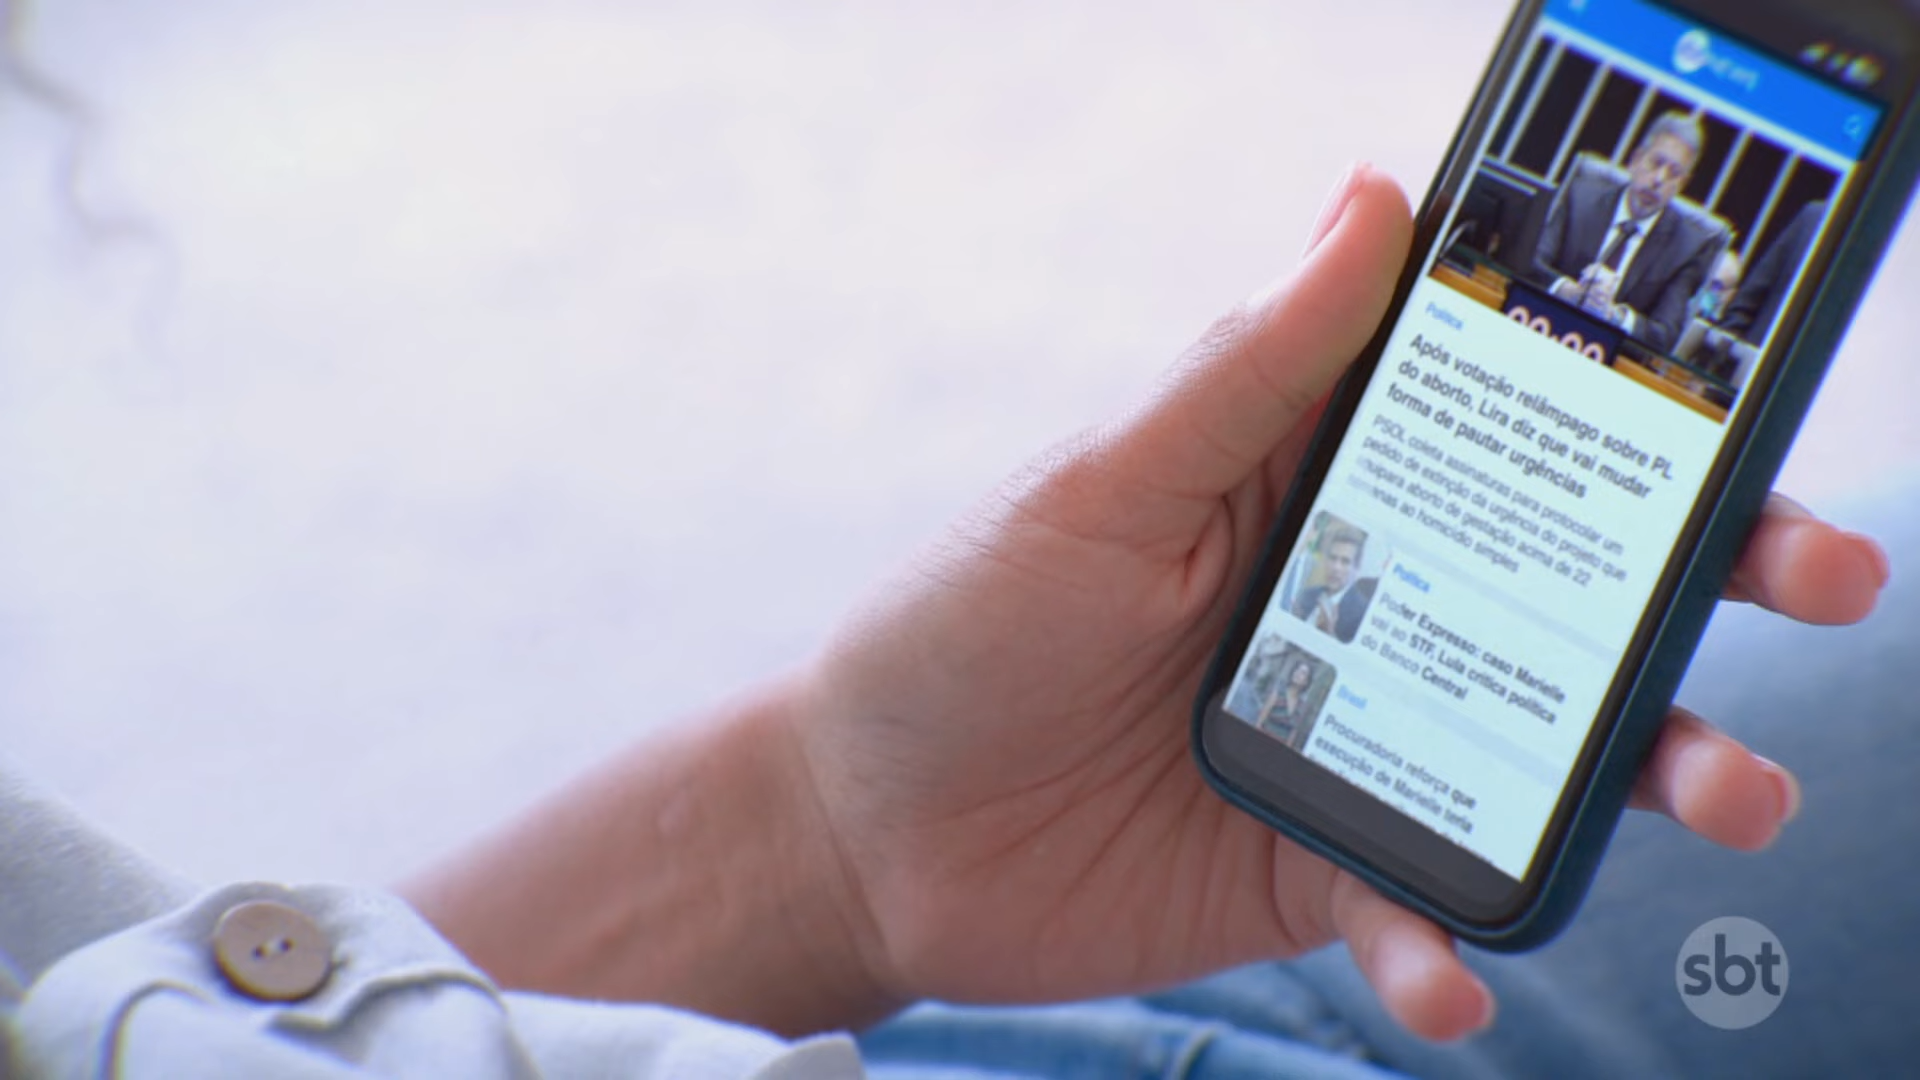 news
00:00
Política
Após votação relâmpago sobre PL
do aborto, Lira diz que vai mudar
forma de pautar urgências
PSOL coleta assinaturas para protocolar um
pedido de extinção da urgência do projeto que
equipara aborto de gestação acima de 22
semanas ao homicídio simples
Política
Poder Expresso: caso Marielle
vai ao STF, Lula critica política
do Banco Central
Brasil
Procuradoria reforça que
execução de Marielle teria
sbt